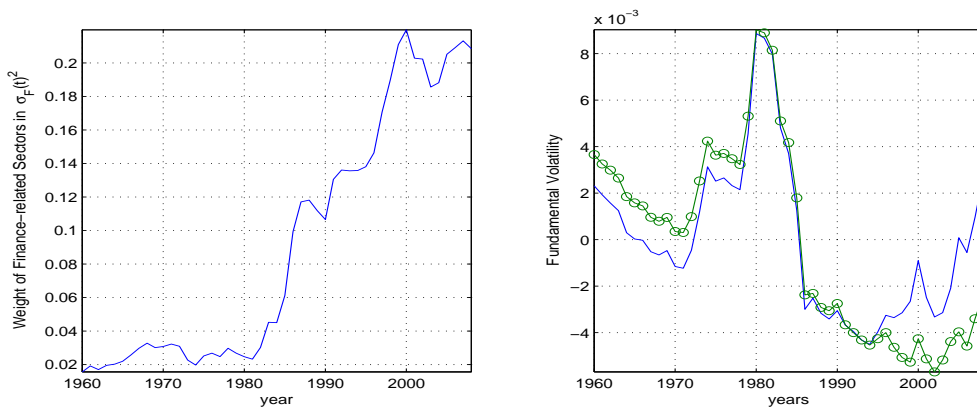 0.2
0.18
0.16
0.14
0.12
0.1
0.08
0.06
0.04
0.02
1960 1970 1980 1990 2000
year
Weight of Finance−related Sectors in σF(t)2
x 10−3
8
6
4
2
0
−2
−4
1960 1970 1980 1990 2000
years
Fundamental Volatility